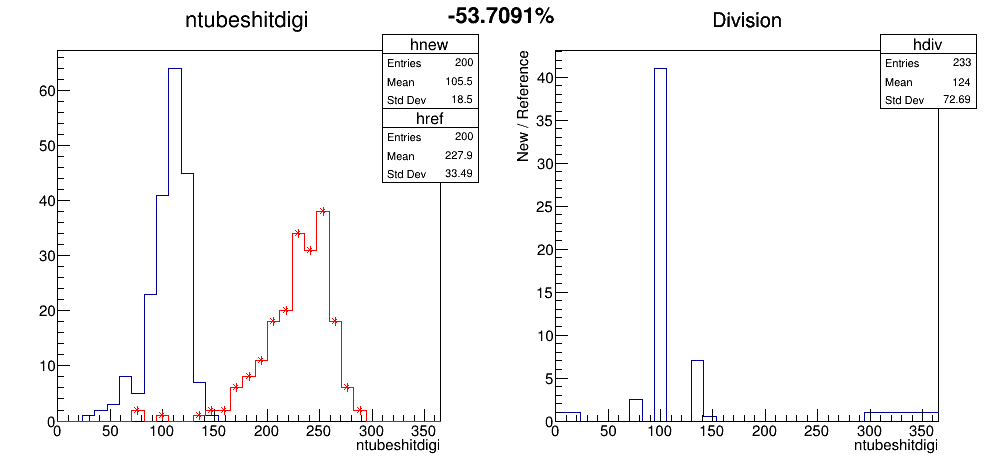 -53.7091%
ntubeshitdigi
hnew
Entries 200
Mean 105.5
Std Dev 18.5
href
Entries 200
Mean 227.9
Std Dev 33.49
60
50
40
30
20
10
0
0 50 100 150 200 250 300 350
ntubeshitdigi
Division
hdiv
Entries 233
Mean 124
Std Dev 72.69
New / Reference
40
35
30
25
20
15
10
5
0
0 50 100 150 200 250 300 350
ntubeshitdigi